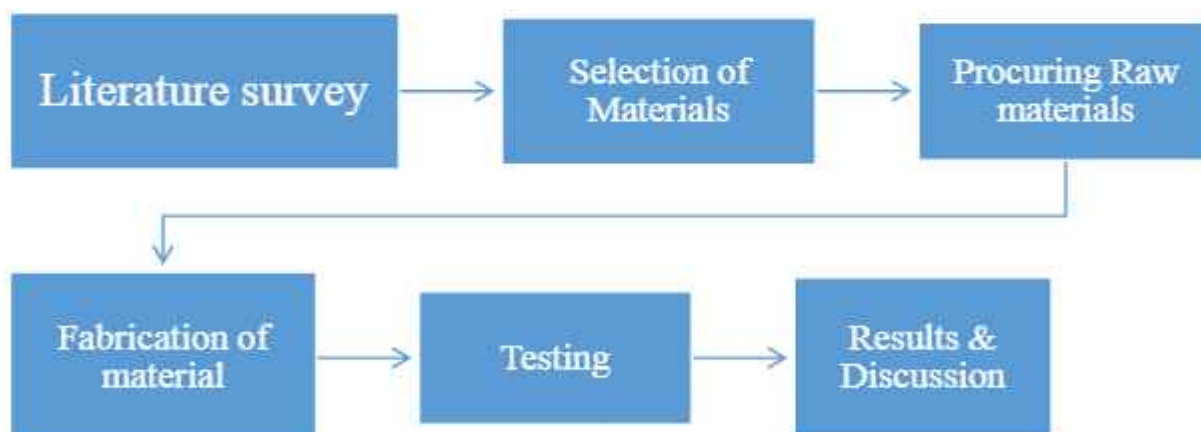 Literature survey
Selection of
Materials
Procuring Raw
materials
Fabrication of
material
Testing
Results &
Discussion